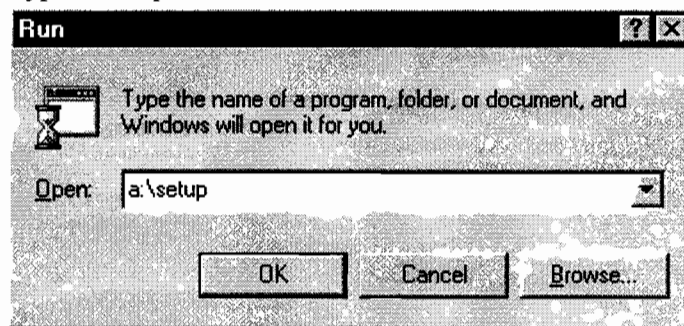 Run
Type the name of a program, folder, or document, and
Windows will open it for you.
Open: a:\setup
OK Cancel Browse...